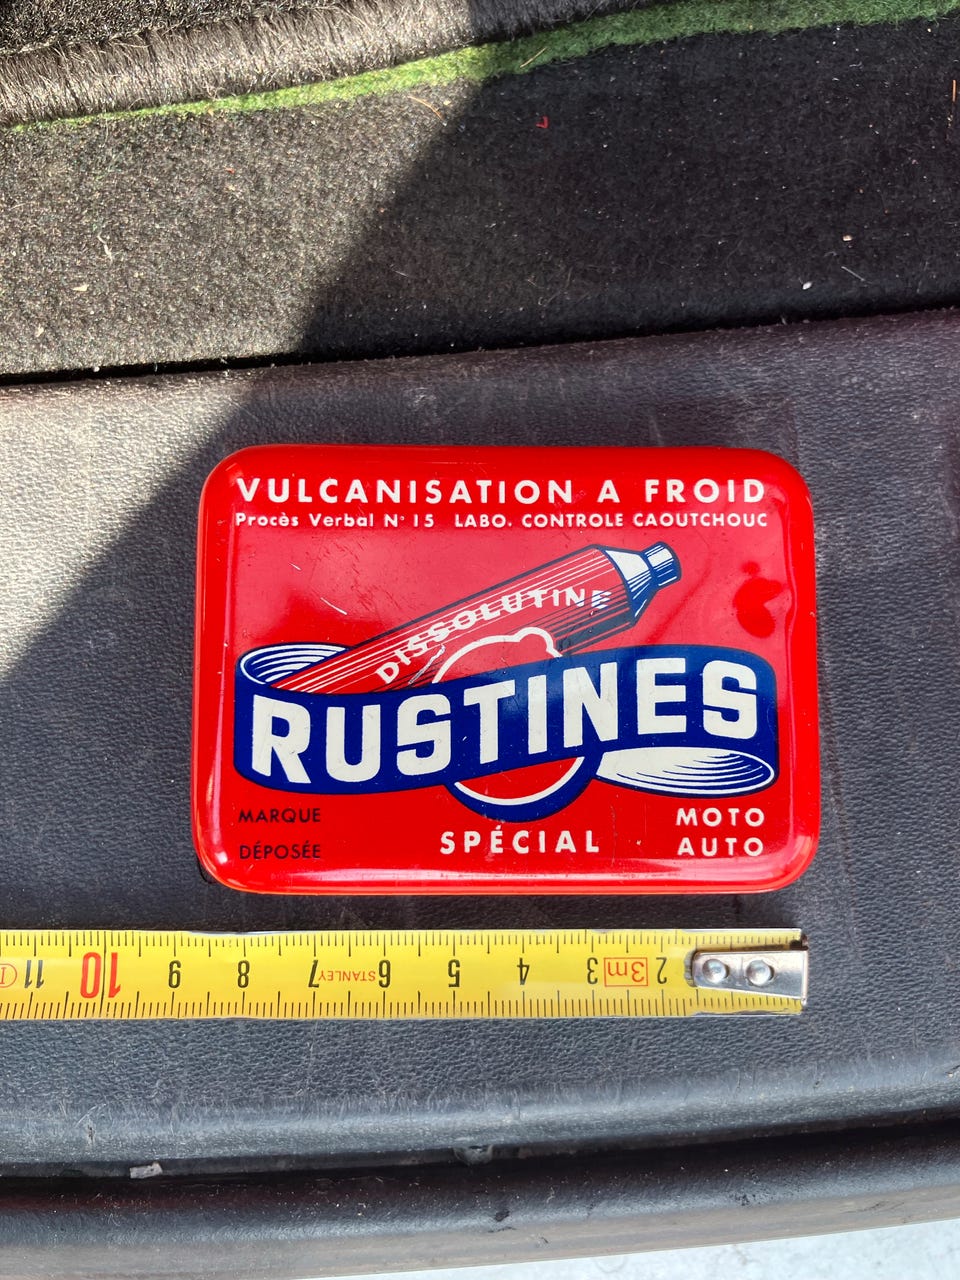 VULCANISATION A FROID
Procès Verbal N° 15 LABO. CONTROLE CAOUTCHOUC
DISSOLUTINE
RUSTINES
MARQUE
DÉPOSÉE
SPÉCIAL
MOTO
AUTO
11 10 9 8 7 STANLEY 6 5 4 3 3m 2